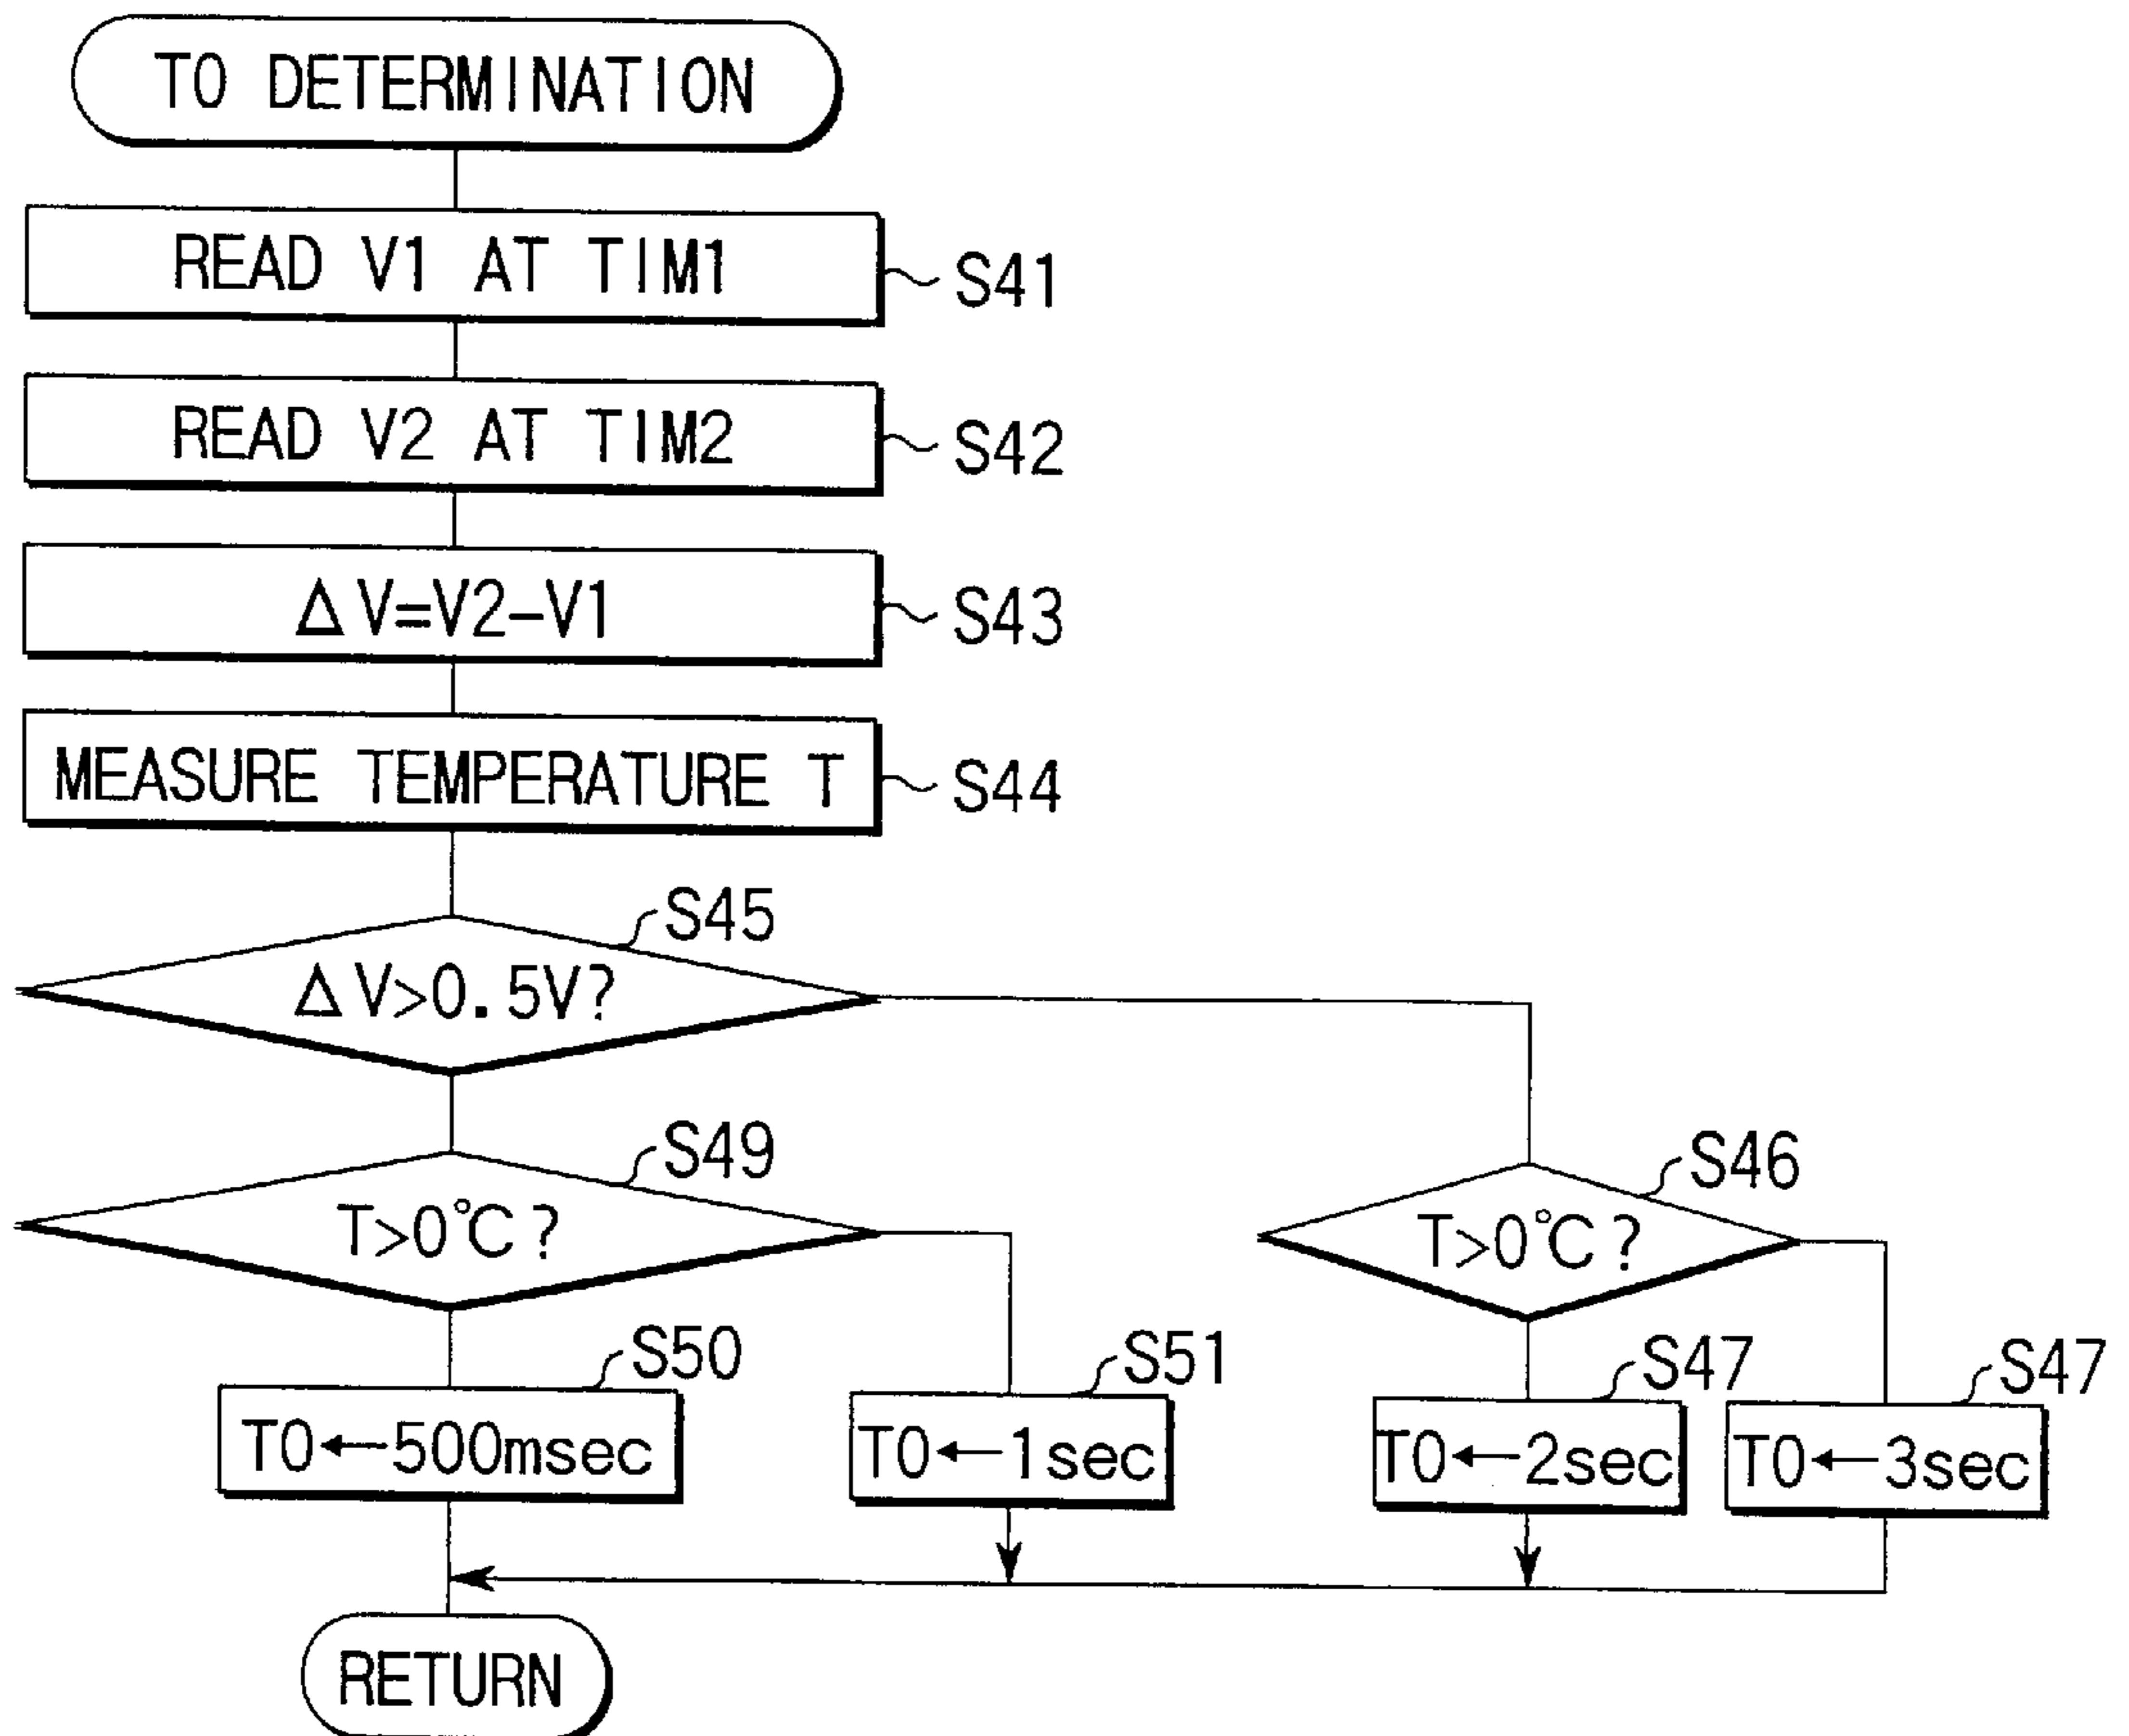 T0 DETERMINATION
READ V1 AT TIM1
S41
READ V2 AT TIM2
S42
ΔV=V2-V1
S43
MEASURE TEMPERATURE T
S44
S45
ΔV>0.5V?
S49
T>0℃?
S46
T>0℃?
S50
T0←500msec
S51
T0←1sec
S47
T0←2sec
S47
T0←3sec
RETURN